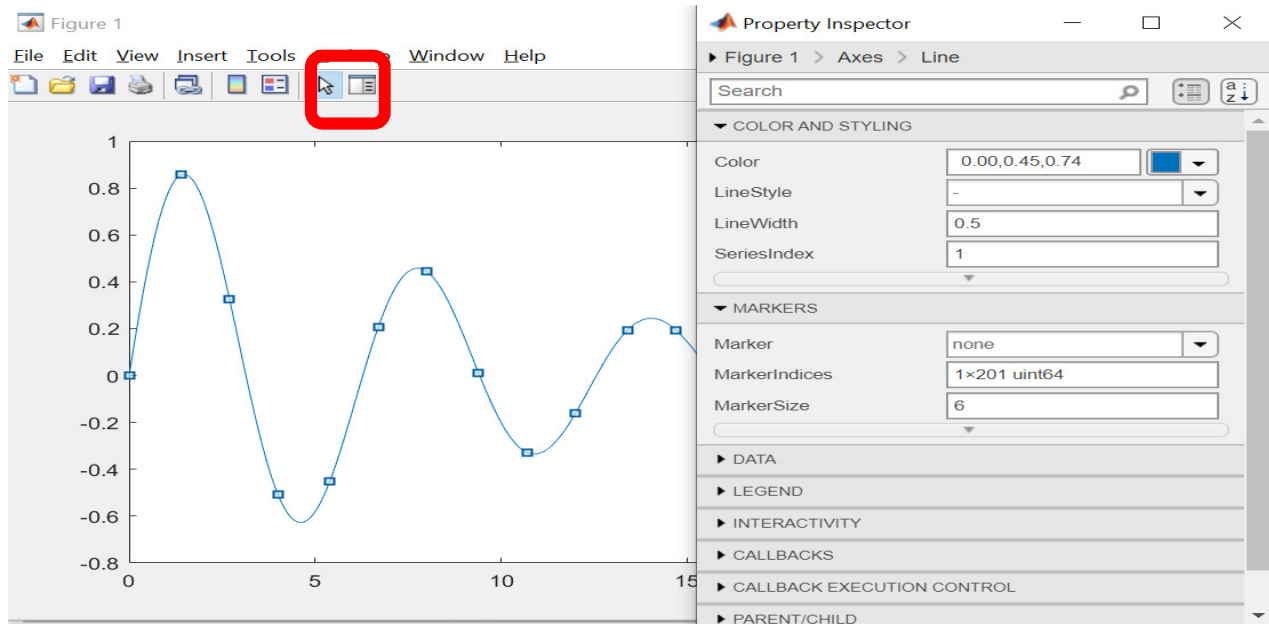 Figure 1
File Edit View Insert Tools Window Help
1
0.8
0.6
0.4
0.2
0
-0.2
-0.4
-0.6
-0.8
0 5 10 15
Property Inspector
Figure 1 > Axes > Line
Search
a
z
COLOR AND STYLING
Color 0.00,0.45,0.74
LineStyle -
LineWidth 0.5
SeriesIndex 1
MARKERS
Marker none
MarkerIndices 1×201 uint64
MarkerSize 6
DATA
LEGEND
INTERACTIVITY
CALLBACKS
CALLBACK EXECUTION CONTROL
PARENT/CHILD